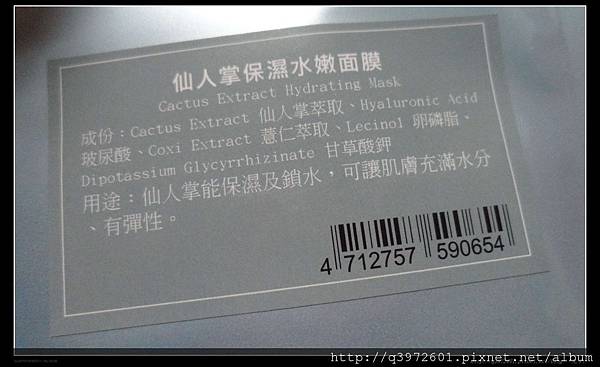 仙人掌保濕水嫩面膜
Cactus Extract Hydrating Mask
成份：Cactus Extract 仙人掌萃取、Hyaluronic Acid
玻尿酸、Coxi Extract 薏仁萃取、Lecinol 卵磷脂、
Dipotassium Glycyrrhizinate 甘草酸鉀
用途：仙人掌能保濕及鎖水，可讓肌膚充滿水分
、有彈性。
4 712757 590654
http://q3972601.pixnet.net/album